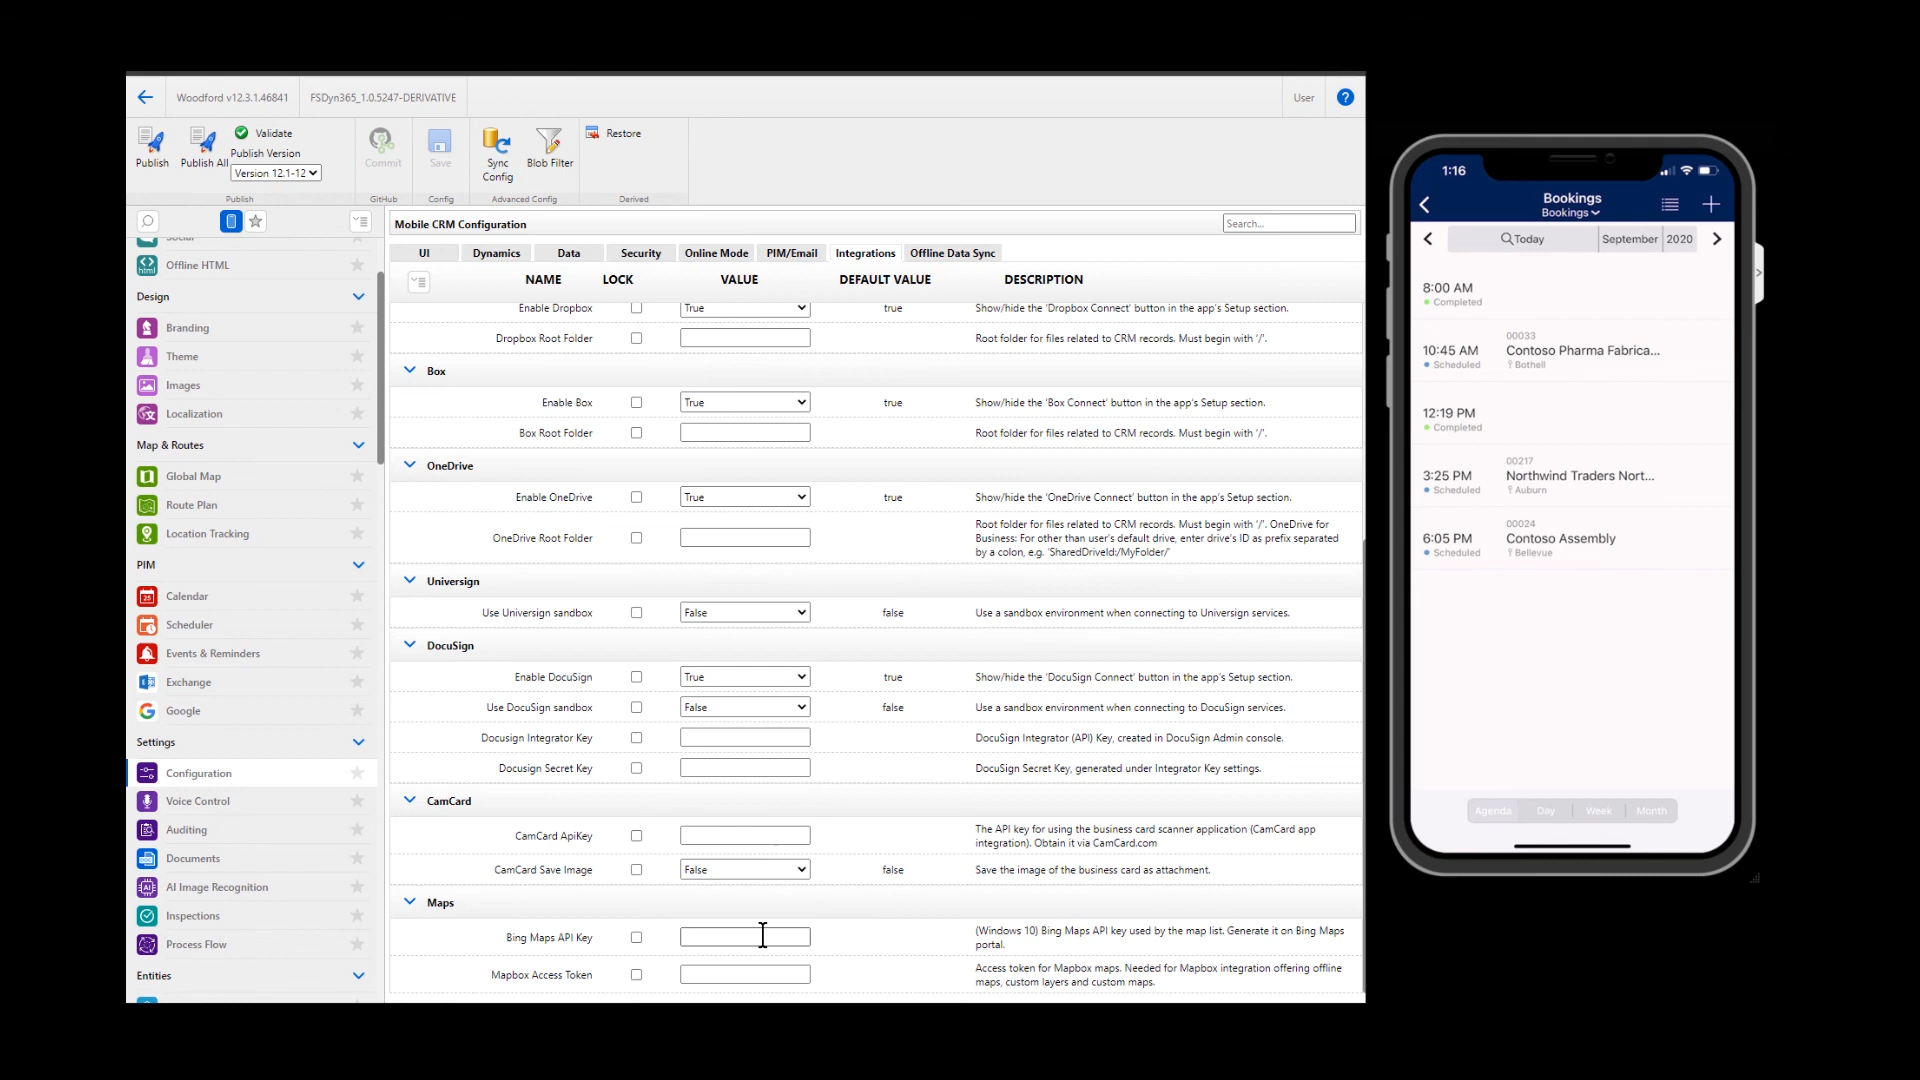 Woodford v12.3.1.46841
FSDyn365_1.0.5247-DERIVATIVE
User
?
Publish
Publish All
Validate
Publish Version
Version 12.1-12
Publish
Commit
GitHub
Save
Config
Sync
Config
Blob Filter
Advanced Config
Restore
Derived
Offline HTML
Design
Branding
Theme
Images
Localization
Map & Routes
Global Map
Route Plan
Location Tracking
PIM
Calendar
Scheduler
Events & Reminders
Exchange
Google
Settings
Configuration
Voice Control
Auditing
Documents
AI Image Recognition
Inspections
Process Flow
Entities
Mobile CRM Configuration
Search...
UI
Dynamics
Data
Security
Online Mode
PIM/Email
Integrations
Offline Data Sync
NAME LOCK VALUE DEFAULT VALUE DESCRIPTION
Enable Dropbox True true Show/hide the 'Dropbox Connect' button in the app's Setup section.
Dropbox Root Folder Root folder for files related to CRM records. Must begin with '/'.
Box
Enable Box True true Show/hide the 'Box Connect' button in the app's Setup section.
Box Root Folder Root folder for files related to CRM records. Must begin with '/'.
OneDrive
Enable OneDrive True true Show/hide the 'OneDrive Connect' button in the app's Setup section.
OneDrive Root Folder Root folder for files related to CRM records. Must begin with '/'. OneDrive for
Business: For other than user's default drive, enter drive's ID as prefix separated
by a colon, e.g. 'SharedDriveId:/MyFolder/'
Universign
Use Universign sandbox False false Use a sandbox environment when connecting to Universign services.
DocuSign
Enable DocuSign True true Show/hide the 'DocuSign Connect' button in the app's Setup section.
Use DocuSign sandbox False false Use a sandbox environment when connecting to DocuSign services.
Docusign Integrator Key DocuSign Integrator (API) Key, created in DocuSign Admin console.
Docusign Secret Key DocuSign Secret Key, generated under Integrator Key settings.
CamCard
CamCard ApiKey The API key for using the business card scanner application (CamCard app
integration). Obtain it via CamCard.com
CamCard Save Image False false Save the image of the business card as attachment.
Maps
Bing Maps API Key (Windows 10) Bing Maps API key used by the map list. Generate it on Bing Maps
portal.
Mapbox Access Token Access token for Mapbox maps. Needed for Mapbox integration offering offline
maps, custom layers and custom maps.
1:16
Bookings
Bookings
Today September 2020
8:00 AM
Completed
00033
10:45 AM Contoso Pharma Fabrica...
Scheduled Bothell
12:19 PM
Completed
00217
3:25 PM Northwind Traders Nort...
Scheduled Auburn
00024
6:05 PM Contoso Assembly
Scheduled Bellevue
Agenda Day Week Month